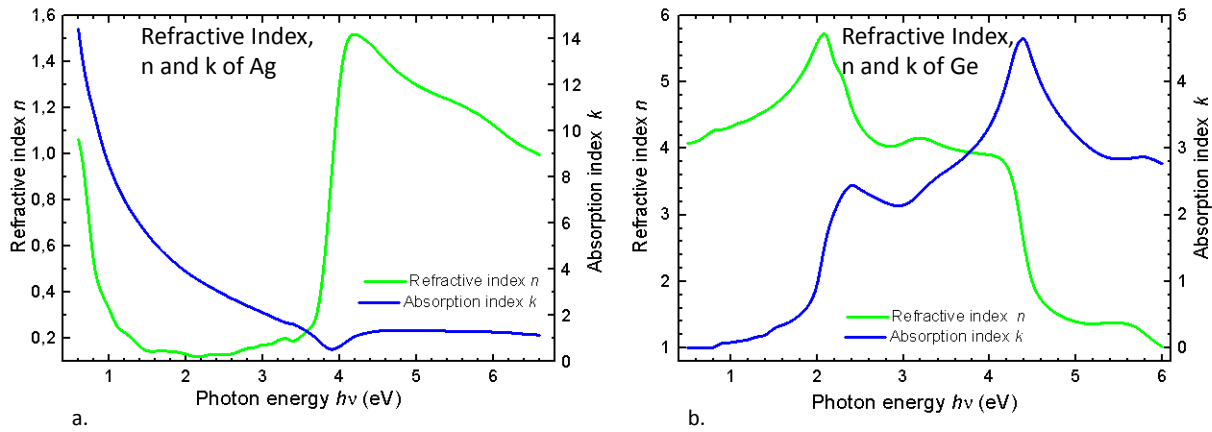 Refractive Index,
n and k of Ag
1,6
1,4
1,2
1,0
0,8
0,6
0,4
0,2
Refractive index n
14
12
10
8
6
4
2
0
Absorption index k
Refractive index n
Absorption index k
1 2 3 4 5 6
Photon energy hν (eV)
a.
Refractive Index,
n and k of Ge
6
5
4
3
2
1
Refractive index n
5
4
3
2
1
0
Absorption index k
Refractive index n
Absorption index k
1 2 3 4 5 6
Photon energy hν (eV)
b.